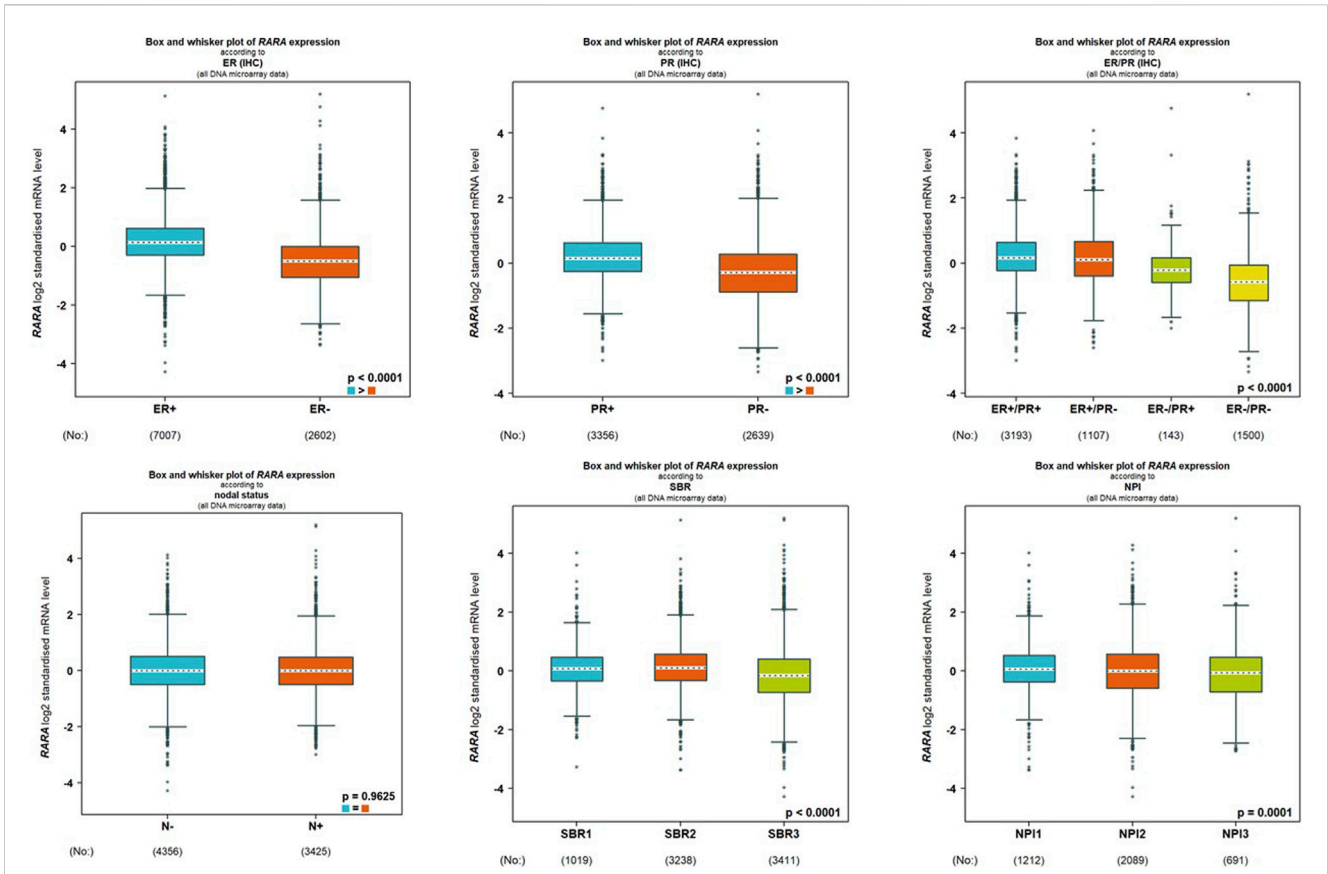 Box and whisker plot of RARA expression
according to
ER (IHC)
(all DNA microarray data)
RARA log2 standardised mRNA level
4
2
0
-2
-4
p < 0.0001
>
ER+ ER-
(No:) (7007) (2602)
Box and whisker plot of RARA expression
according to
PR (IHC)
(all DNA microarray data)
RARA log2 standardised mRNA level
4
2
0
-2
-4
p < 0.0001
>
PR+ PR-
(No:) (3356) (2639)
Box and whisker plot of RARA expression
according to
ER/PR (IHC)
(all DNA microarray data)
RARA log2 standardised mRNA level
4
2
0
-2
-4
p < 0.0001
ER+/PR+ ER+/PR- ER-/PR+ ER-/PR-
(No:) (3193) (1107) (143) (1500)
Box and whisker plot of RARA expression
according to
nodal status
(all DNA microarray data)
RARA log2 standardised mRNA level
4
2
0
-2
-4
p = 0.9625
=
N- N+
(No:) (4356) (3425)
Box and whisker plot of RARA expression
according to
SBR
(all DNA microarray data)
RARA log2 standardised mRNA level
4
2
0
-2
-4
p < 0.0001
SBR1 SBR2 SBR3
(No:) (1019) (3238) (3411)
Box and whisker plot of RARA expression
according to
NPI
(all DNA microarray data)
RARA log2 standardised mRNA level
4
2
0
-2
-4
p = 0.0001
NPI1 NPI2 NPI3
(No:) (1212) (2089) (691)